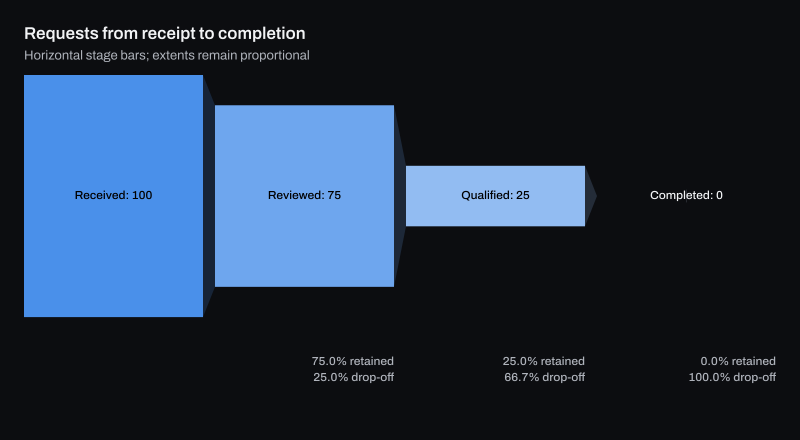 Requests from receipt to completion
Horizontal stage bars; extents remain proportional
Received: 100
Reviewed: 75
Qualified: 25
Completed: 0
75.0% retained
25.0% drop-off
25.0% retained
66.7% drop-off
0.0% retained
100.0% drop-off